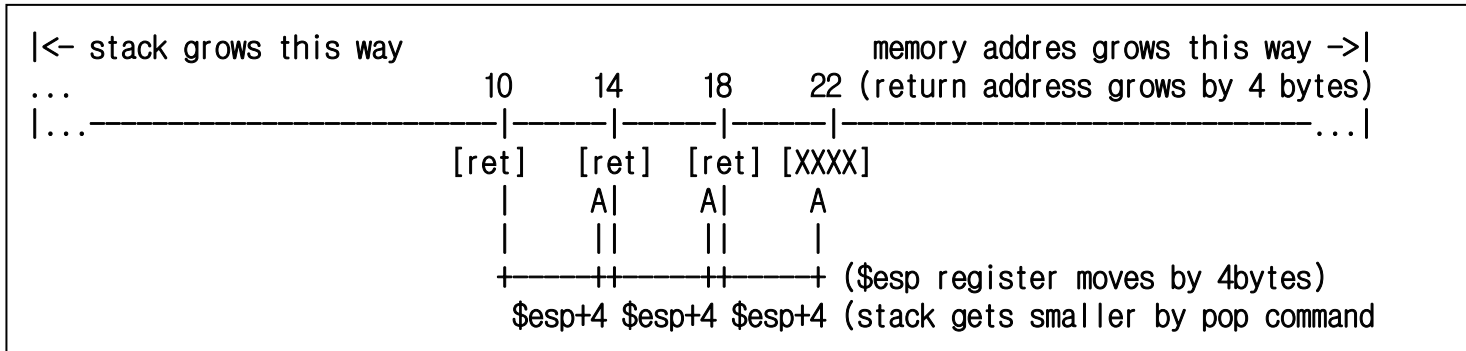 |<- stack grows this way memory addres grows this way ->|
... 10 14 18 22 (return address grows by 4 bytes)
|...--------------------------|-------|-------|-------|------------------------------...|
[ret] [ret] [ret] [XXXX]
| A| A| A
| || || |
+------++------++------+ ($esp register moves by 4bytes)
$esp+4 $esp+4 $esp+4 (stack gets smaller by pop command